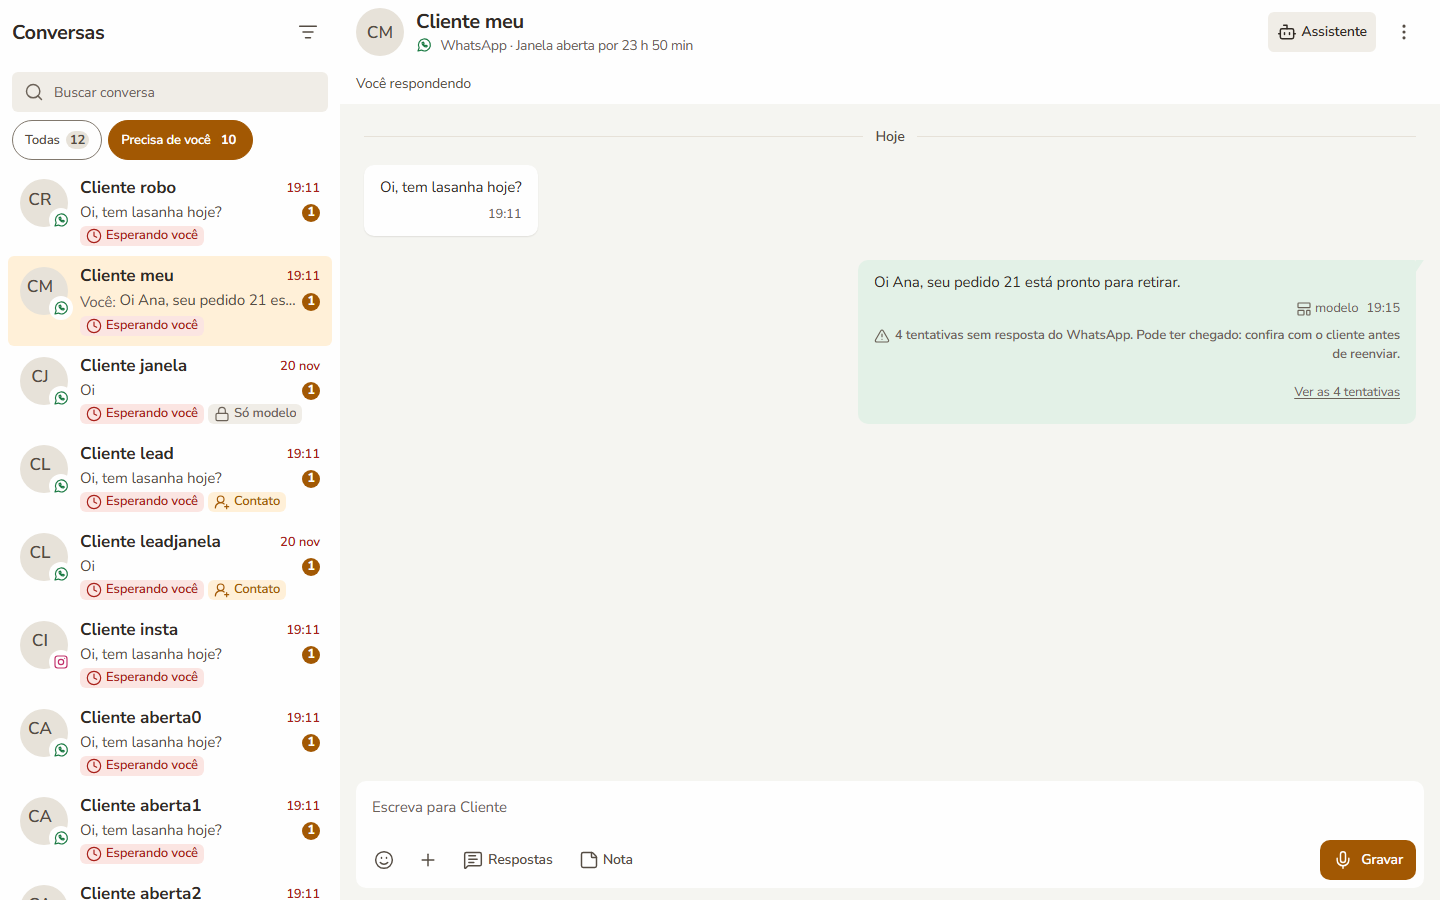 Conversas
Buscar conversa
Todas 12
Precisa de você 10
CR
Cliente robo
19:11
Oi, tem lasanha hoje?
1
Esperando você
CM
Cliente meu
19:11
Você: Oi Ana, seu pedido 21 es...
1
Esperando você
CJ
Cliente janela
20 nov
Oi
1
Esperando você
Só modelo
CL
Cliente lead
19:11
Oi, tem lasanha hoje?
1
Esperando você
Contato
CL
Cliente leadjanela
20 nov
Oi
1
Esperando você
Contato
CI
Cliente insta
19:11
Oi, tem lasanha hoje?
1
Esperando você
CA
Cliente aberta0
19:11
Oi, tem lasanha hoje?
1
Esperando você
CA
Cliente aberta1
19:11
Oi, tem lasanha hoje?
1
Esperando você
Cliente aberta2
19:11
CM
Cliente meu
WhatsApp · Janela aberta por 23 h 50 min
Assistente
Você respondendo
Hoje
Oi, tem lasanha hoje?
19:11
Oi Ana, seu pedido 21 está pronto para retirar.
modelo 19:15
4 tentativas sem resposta do WhatsApp. Pode ter chegado: confira com o cliente antes
de reenviar.
Ver as 4 tentativas
Escreva para Cliente
Respostas
Nota
Gravar